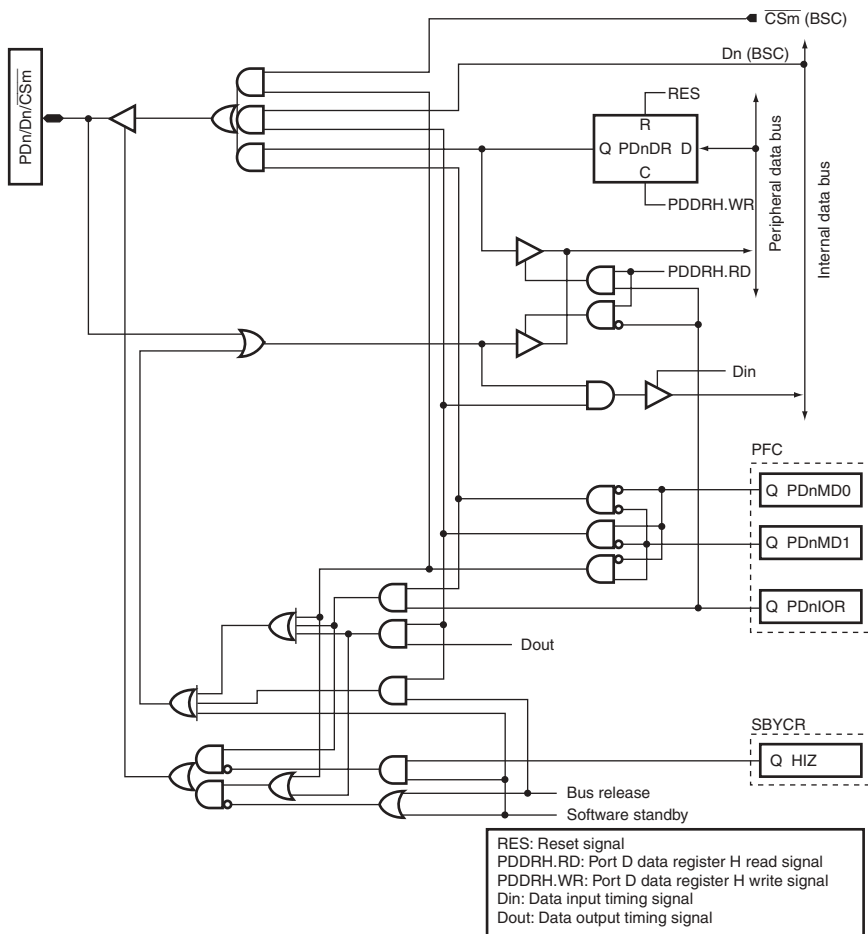 CSm (BSC)
Dn (BSC)
PDn/Dn/CSm
RES
R
Q PDnDR D
C
PDDRH.WR
Peripheral data bus
Internal data bus
PDDRH.RD
Din
PFC
Q PDnMD0
Q PDnMD1
Q PDnIOR
Dout
SBYCR
Q HIZ
Bus release
Software standby
RES: Reset signal
PDDRH.RD: Port D data register H read signal
PDDRH.WR: Port D data register H write signal
Din: Data input timing signal
Dout: Data output timing signal